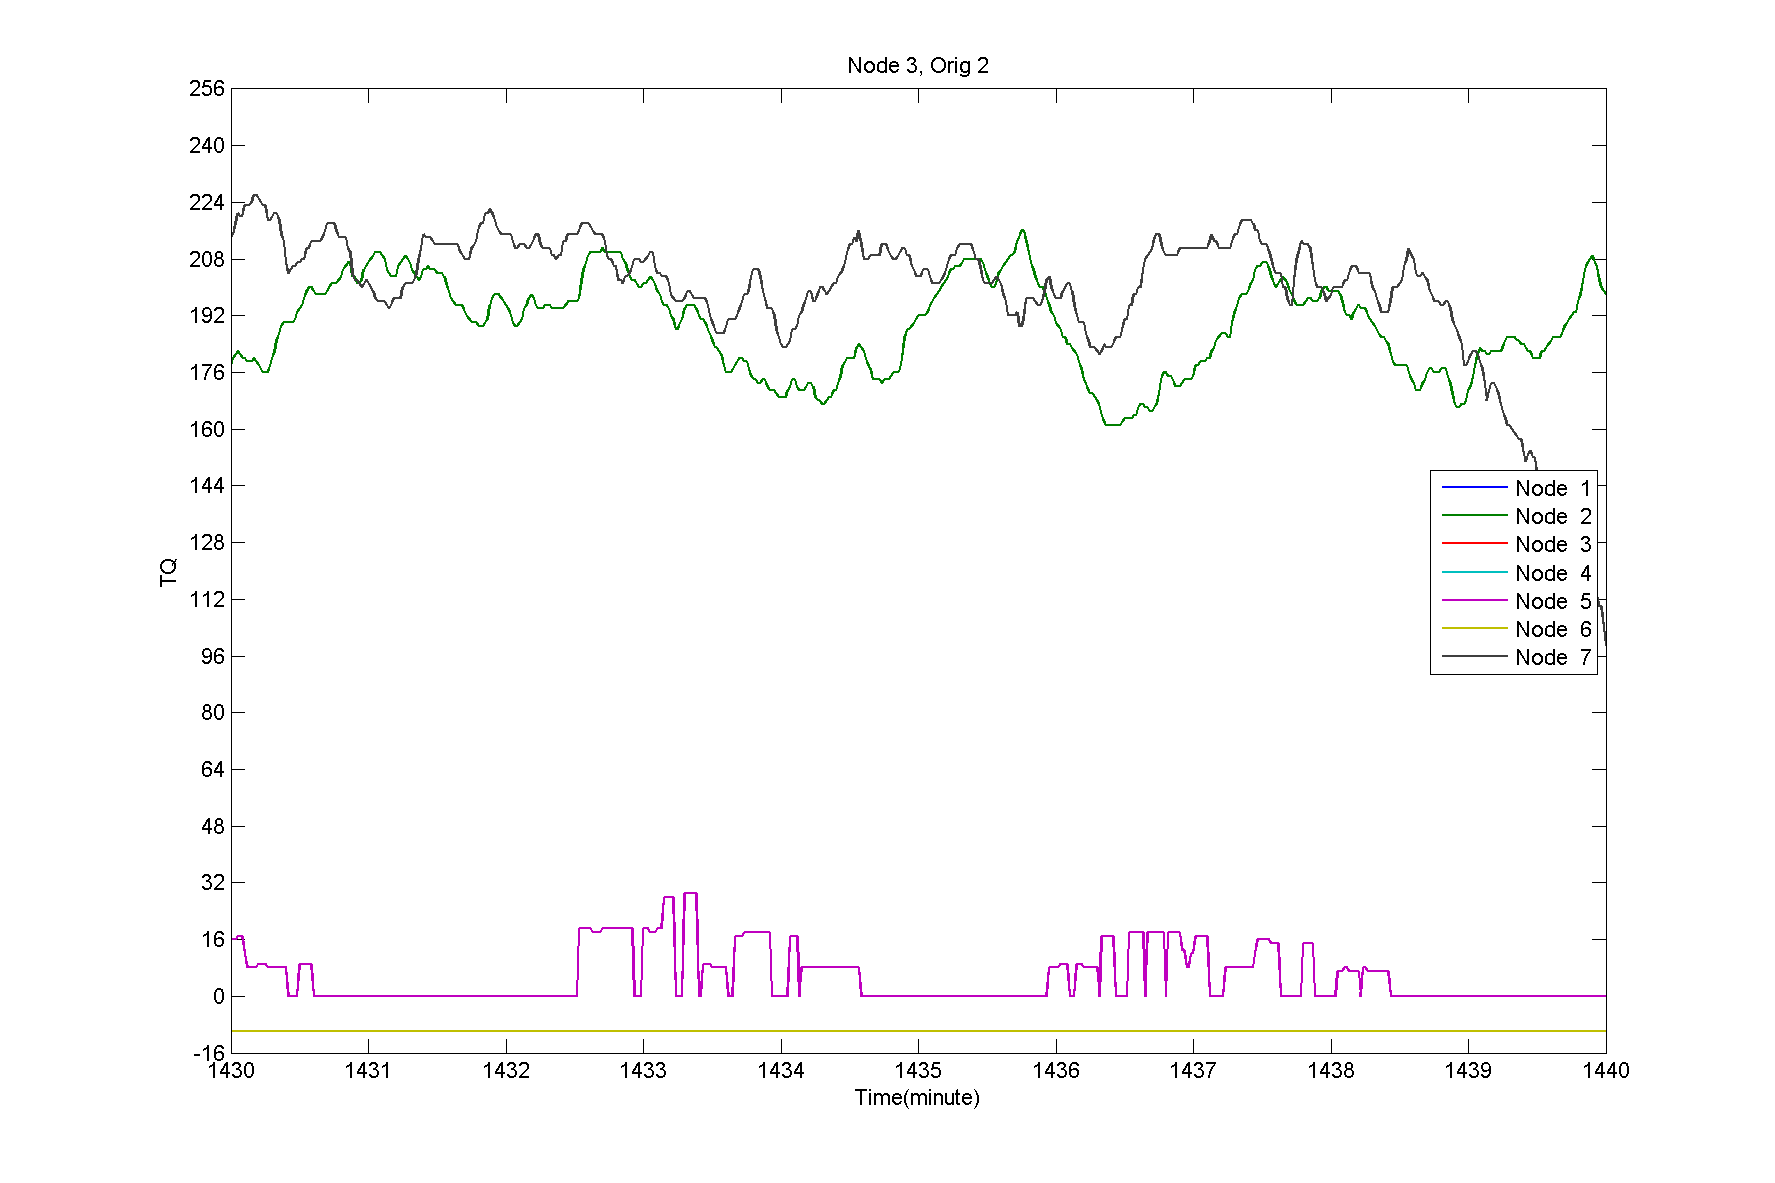 Node 3, Orig 2
256
240
224
208
192
176
160
144
128
112
96
80
64
48
32
16
0
-16
TQ
Node 1
Node 2
Node 3
Node 4
Node 5
Node 6
Node 7
1430 1431 1432 1433 1434 1435 1436 1437 1438 1439 1440
Time(minute)